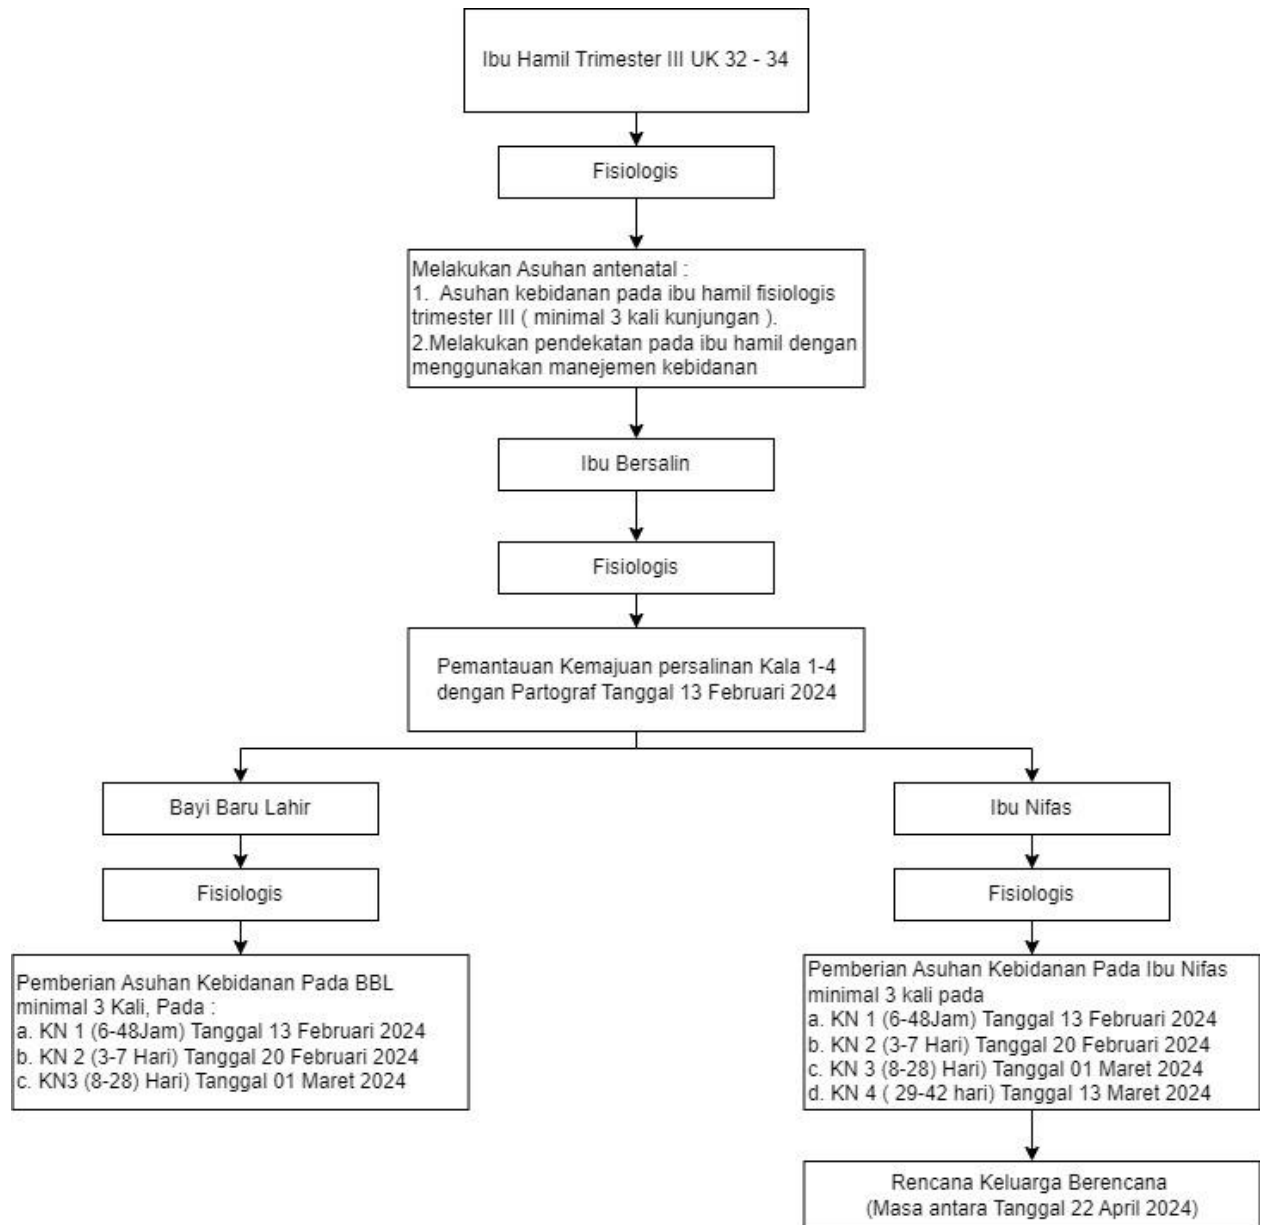 Ibu Hamil Trimester III UK 32 - 34
Fisiologis
Melakukan Asuhan antenatal :
1. Asuhan kebidanan pada ibu hamil fisiologis
trimester III ( minimal 3 kali kunjungan ).
2.Melakukan pendekatan pada ibu hamil dengan
menggunakan manejemen kebidanan
Ibu Bersalin
Fisiologis
Pemantauan Kemajuan persalinan Kala 1-4
dengan Partograf Tanggal 13 Februari 2024
Bayi Baru Lahir
Fisiologis
Pemberian Asuhan Kebidanan Pada BBL
minimal 3 Kali, Pada :
a. KN 1 (6-48Jam) Tanggal 13 Februari 2024
b. KN 2 (3-7 Hari) Tanggal 20 Februari 2024
c. KN3 (8-28) Hari) Tanggal 01 Maret 2024
Ibu Nifas
Fisiologis
Pemberian Asuhan Kebidanan Pada Ibu Nifas
minimal 3 kali pada
a. KN 1 (6-48Jam) Tanggal 13 Februari 2024
b. KN 2 (3-7 Hari) Tanggal 20 Februari 2024
c. KN 3 (8-28) Hari) Tanggal 01 Maret 2024
d. KN 4 ( 29-42 hari) Tanggal 13 Maret 2024
Rencana Keluarga Berencana
(Masa antara Tanggal 22 April 2024)